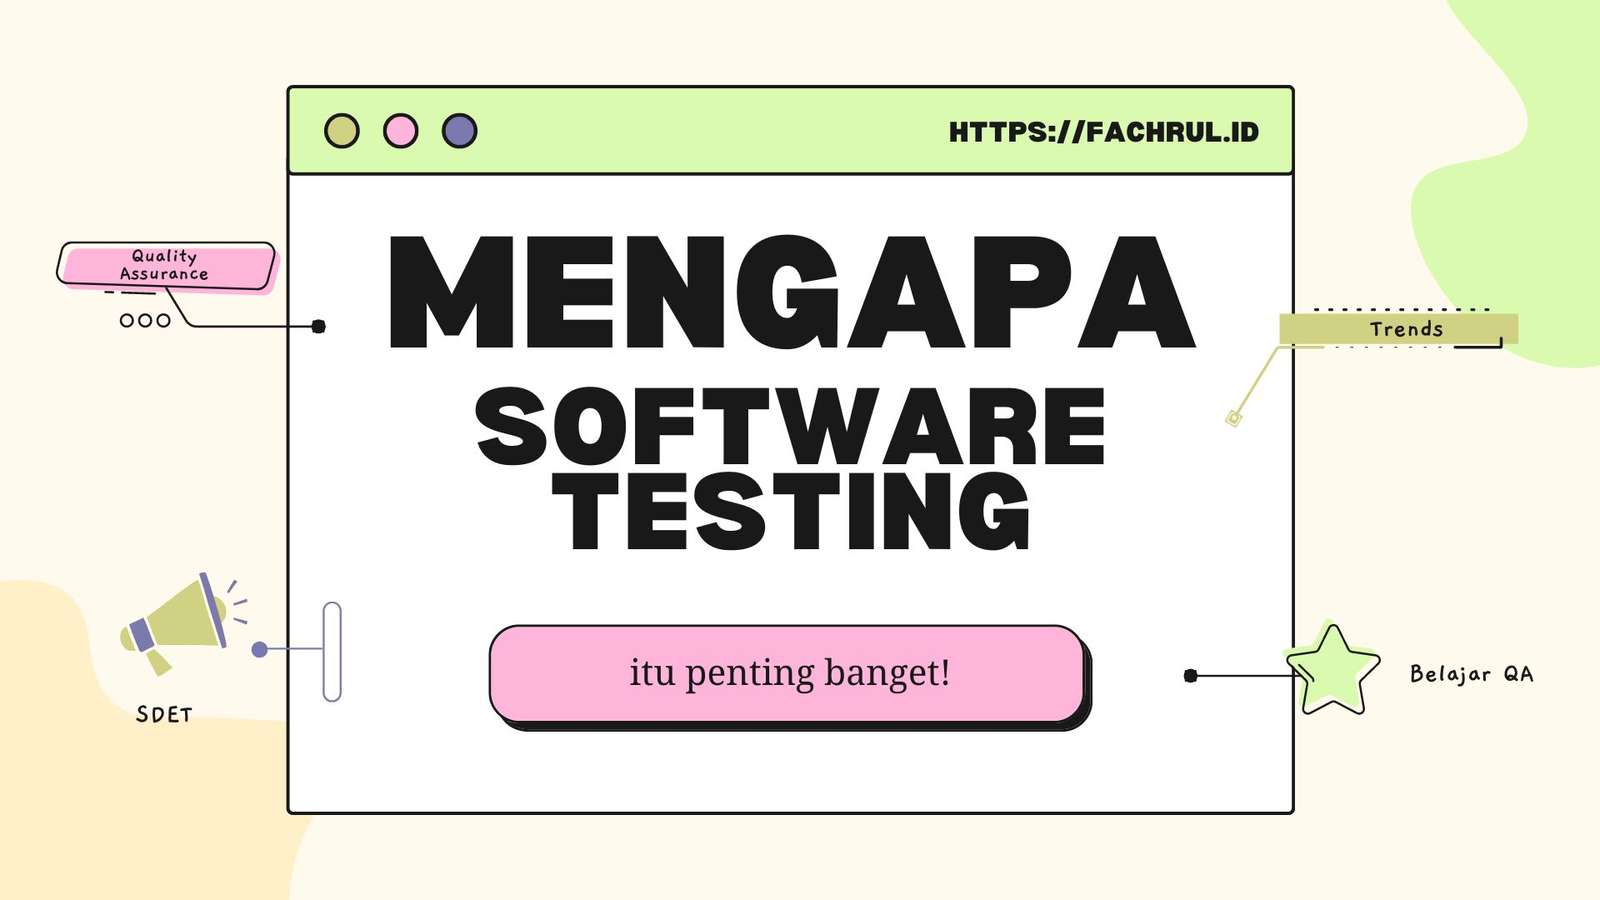 HTTPS://FACHRUL.ID
Quality
Assurance
MENGAPA
Trends
SOFTWARE
TESTING
itu penting banget!
Belajar QA
SDET